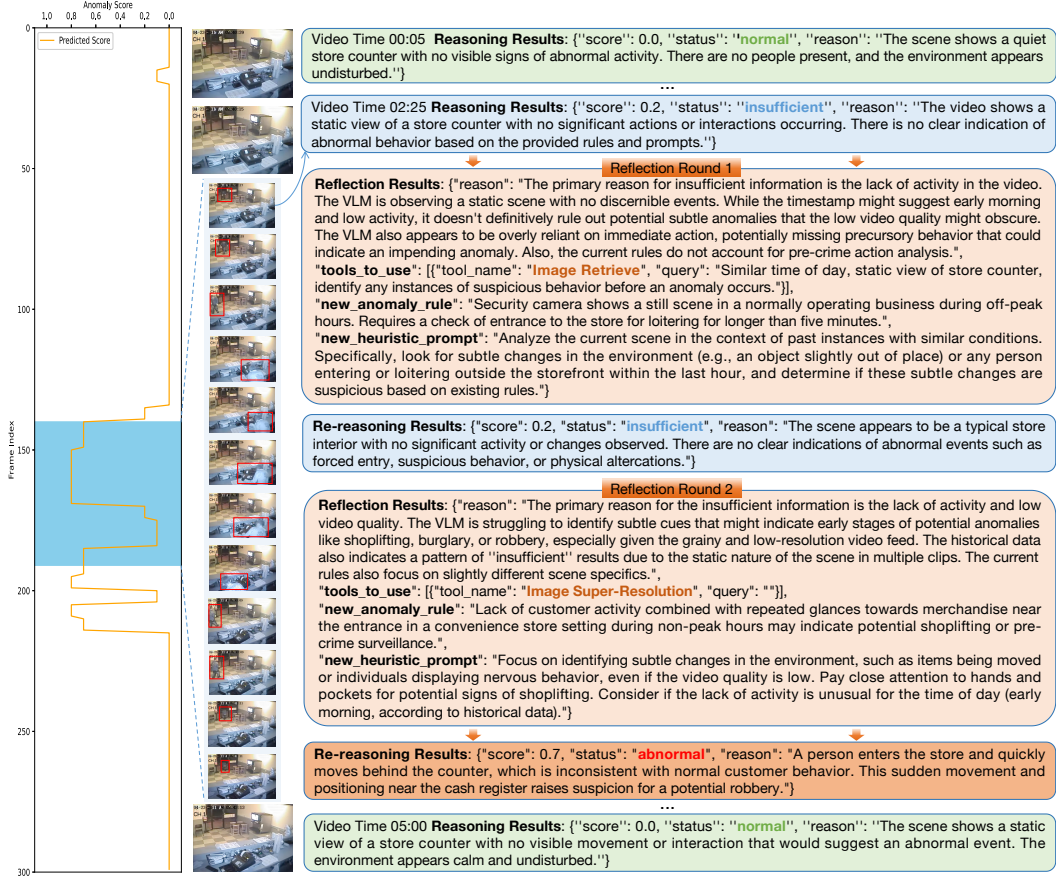 Anomaly Score
1,0 0,8 0,6 0,4 0,2 0,0
Predicted Score
Frame Index
0
50
100
150
200
250
300
Video Time 00:05 Reasoning Results: {''score'': 0.0, ''status'': ''normal'', ''reason'': ''The scene shows a quiet
store counter with no visible signs of abnormal activity. There are no people present, and the environment appears
undisturbed.''}
...
Video Time 02:25 Reasoning Results: {''score'': 0.2, ''status'': ''insufficient'', ''reason'': ''The video shows a
static view of a store counter with no significant actions or interactions occurring. There is no clear indication of
abnormal behavior based on the provided rules and prompts.''}
Reflection Round 1
Reflection Results: {"reason": "The primary reason for insufficient information is the lack of activity in the video.
The VLM is observing a static scene with no discernible events. While the timestamp might suggest early morning
and low activity, it doesn't definitively rule out potential subtle anomalies that the low video quality might obscure.
The VLM also appears to be overly reliant on immediate action, potentially missing precursory behavior that could
indicate an impending anomaly. Also, the current rules do not account for pre-crime action analysis.",
"tools_to_use": [{"tool_name": "Image Retrieve", "query": "Similar time of day, static view of store counter,
identify any instances of suspicious behavior before an anomaly occurs."}],
"new_anomaly_rule": "Security camera shows a still scene in a normally operating business during off-peak
hours. Requires a check of entrance to the store for loitering for longer than five minutes.",
"new_heuristic_prompt": "Analyze the current scene in the context of past instances with similar conditions.
Specifically, look for subtle changes in the environment (e.g., an object slightly out of place) or any person
entering or loitering outside the storefront within the last hour, and determine if these subtle changes are
suspicious based on existing rules."}
Re-reasoning Results: {"score": 0.2, "status": "insufficient", "reason": "The scene appears to be a typical store
interior with no significant activity or changes observed. There are no clear indications of abnormal events such as
forced entry, suspicious behavior, or physical altercations."}
Reflection Round 2
Reflection Results: {"reason": "The primary reason for the insufficient information is the lack of activity and low
video quality. The VLM is struggling to identify subtle cues that might indicate early stages of potential anomalies
like shoplifting, burglary, or robbery, especially given the grainy and low-resolution video feed. The historical data
also indicates a pattern of ''insufficient'' results due to the static nature of the scene in multiple clips. The current
rules also focus on slightly different scene specifics.",
"tools_to_use": [{"tool_name": "Image Super-Resolution", "query": ""}],
"new_anomaly_rule": "Lack of customer activity combined with repeated glances towards merchandise near
the entrance in a convenience store setting during non-peak hours may indicate potential shoplifting or pre-
crime surveillance.",
"new_heuristic_prompt": "Focus on identifying subtle changes in the environment, such as items being moved
or individuals displaying nervous behavior, even if the video quality is low. Pay close attention to hands and
pockets for potential signs of shoplifting. Consider if the lack of activity is unusual for the time of day (early
morning, according to historical data)."}
Re-reasoning Results: {"score": 0.7, "status": "abnormal", "reason": "A person enters the store and quickly
moves behind the counter, which is inconsistent with normal customer behavior. This sudden movement and
positioning near the cash register raises suspicion for a potential robbery."}
...
Video Time 05:00 Reasoning Results: {''score'': 0.0, ''status'': ''normal'', ''reason'': ''The scene shows a static
view of a store counter with no visible movement or interaction that would suggest an abnormal event. The
environment appears calm and undisturbed.''}